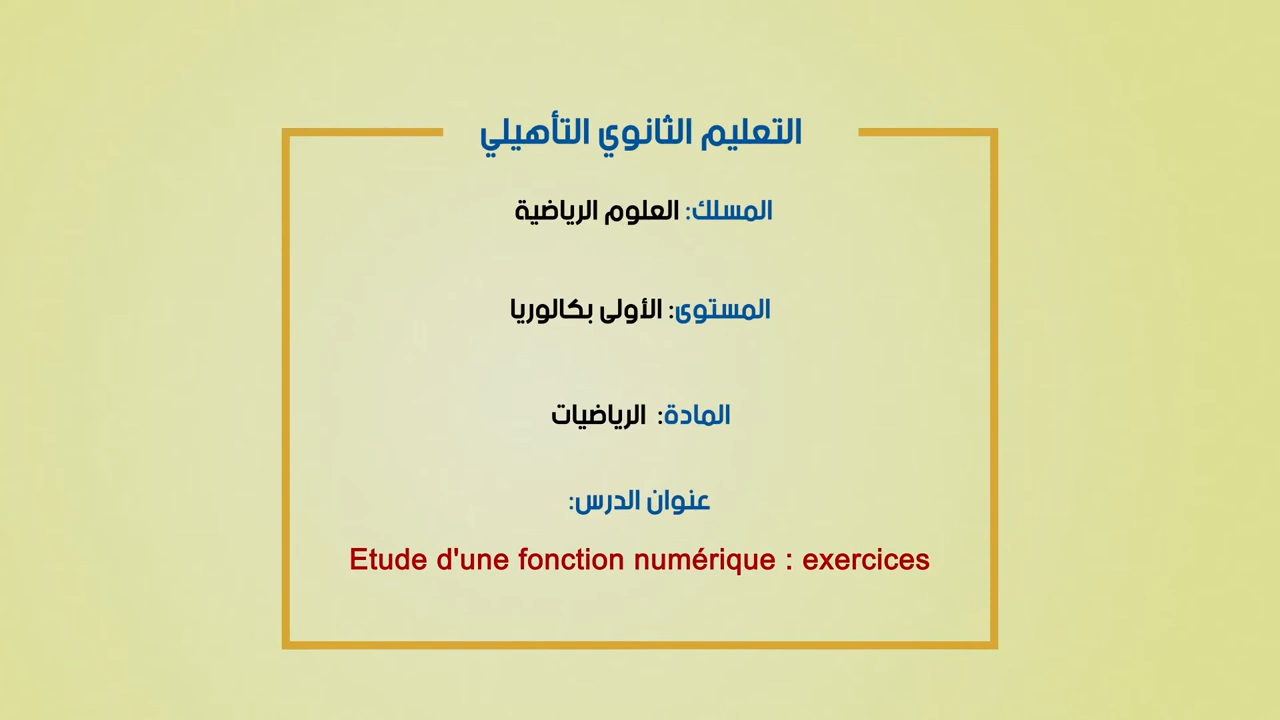 التعليم الثانوي التأهيلي
المسلك: العلوم الرياضية
المستوى: الأولى بكالوريا
المادة: الرياضيات
عنوان الدرس:
Etude d'une fonction numérique : exercices